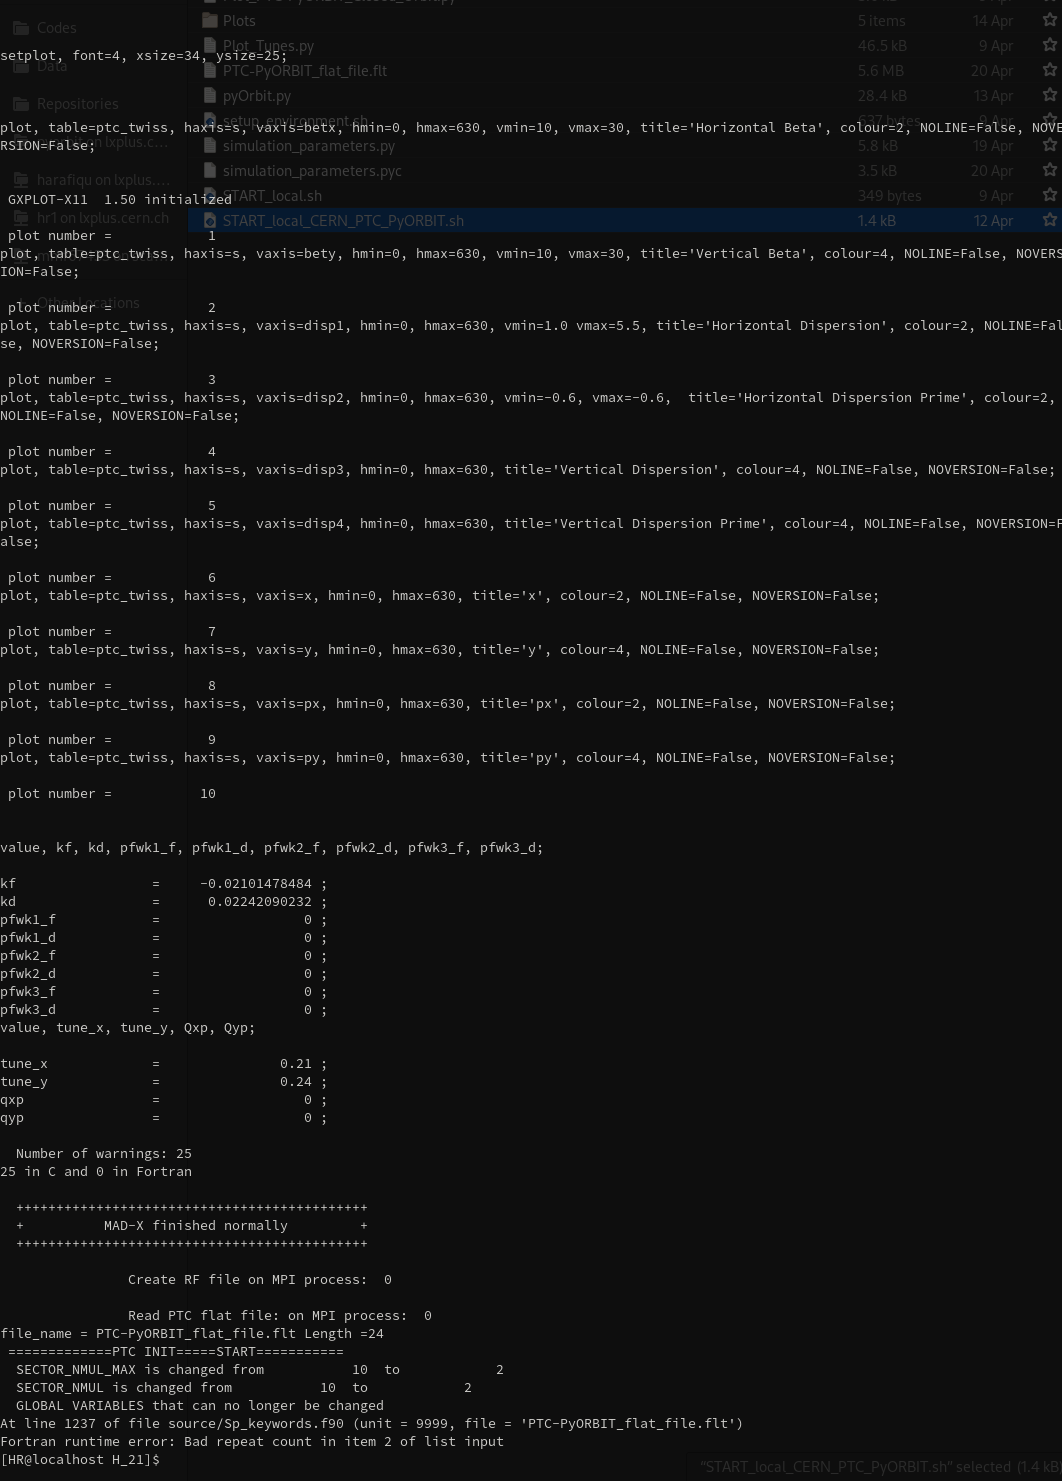 Codes
Plots 5 items 14 Apr
Plot_Tunes.py 46.5 kB 9 Apr
setplot, font=4, xsize=34, ysize=25;
Data
PTC-PyORBIT_flat_file.flt 5.6 MB 20 Apr
Repositories
pyOrbit.py 28.4 kB 13 Apr
setup_environment.sh 637 bytes 9 Apr
plot, table=ptc_twiss, haxis=s, vaxis=betx, hmin=0, hmax=630, vmin=10, vmax=30, title='Horizontal Beta', colour=2, NOLINE=False, NOVE
RSION=False;
on lxplus.c...
simulation_parameters.py 5.8 kB 19 Apr
simulation_parameters.pyc 3.5 kB 20 Apr
harafiqu on lxplus....
START_local.sh 349 bytes 9 Apr
GXPLOT-X11  1.50 initialized
hr1 on lxplus.cern.ch
START_local_CERN_PTC_PyORBIT.sh 1.4 kB 12 Apr
plot number =            1
plot, table=ptc_twiss, haxis=s, vaxis=bety, hmin=0, hmax=630, vmin=10, vmax=30, title='Vertical Beta', colour=4, NOLINE=False, NOVERS
ION=False;
Other Locations
plot number =            2
plot, table=ptc_twiss, haxis=s, vaxis=disp1, hmin=0, hmax=630, vmin=1.0 vmax=5.5, title='Horizontal Dispersion', colour=2, NOLINE=Fal
se, NOVERSION=False;
plot number =            3
plot, table=ptc_twiss, haxis=s, vaxis=disp2, hmin=0, hmax=630, vmin=-0.6, vmax=-0.6,  title='Horizontal Dispersion Prime', colour=2,
NOLINE=False, NOVERSION=False;
plot number =            4
plot, table=ptc_twiss, haxis=s, vaxis=disp3, hmin=0, hmax=630, title='Vertical Dispersion', colour=4, NOLINE=False, NOVERSION=False;
plot number =            5
plot, table=ptc_twiss, haxis=s, vaxis=disp4, hmin=0, hmax=630, title='Vertical Dispersion Prime', colour=4, NOLINE=False, NOVERSION=F
alse;
plot number =            6
plot, table=ptc_twiss, haxis=s, vaxis=x, hmin=0, hmax=630, title='x', colour=2, NOLINE=False, NOVERSION=False;
plot number =            7
plot, table=ptc_twiss, haxis=s, vaxis=y, hmin=0, hmax=630, title='y', colour=4, NOLINE=False, NOVERSION=False;
plot number =            8
plot, table=ptc_twiss, haxis=s, vaxis=px, hmin=0, hmax=630, title='px', colour=2, NOLINE=False, NOVERSION=False;
plot number =            9
plot, table=ptc_twiss, haxis=s, vaxis=py, hmin=0, hmax=630, title='py', colour=4, NOLINE=False, NOVERSION=False;
plot number =           10
value, kf, kd, pfwk1_f, pfwk1_d, pfwk2_f, pfwk2_d, pfwk3_f, pfwk3_d;
kf                 =     -0.02101478484 ;
kd                 =      0.02242090232 ;
pfwk1_f            =                  0 ;
pfwk1_d            =                  0 ;
pfwk2_f            =                  0 ;
pfwk2_d            =                  0 ;
pfwk3_f            =                  0 ;
pfwk3_d            =                  0 ;
value, tune_x, tune_y, Qxp, Qyp;
tune_x             =               0.21 ;
tune_y             =               0.24 ;
qxp                =                  0 ;
qyp                =                  0 ;
Number of warnings: 25
25 in C and 0 in Fortran
++++++++++++++++++++++++++++++++++++++++++++
+          MAD-X finished normally         +
++++++++++++++++++++++++++++++++++++++++++++
Create RF file on MPI process:  0
Read PTC flat file: on MPI process:  0
file_name = PTC-PyORBIT_flat_file.flt Length =24
=============PTC INIT=====START===========
SECTOR_NMUL_MAX is changed from           10  to            2
SECTOR_NMUL is changed from           10  to            2
GLOBAL VARIABLES that can no longer be changed
At line 1237 of file source/Sp_keywords.f90 (unit = 9999, file = 'PTC-PyORBIT_flat_file.flt')
Fortran runtime error: Bad repeat count in item 2 of list input
[HR@localhost H_21]$
"START_local_CERN_PTC_PyORBIT.sh" selected (1.4 kB